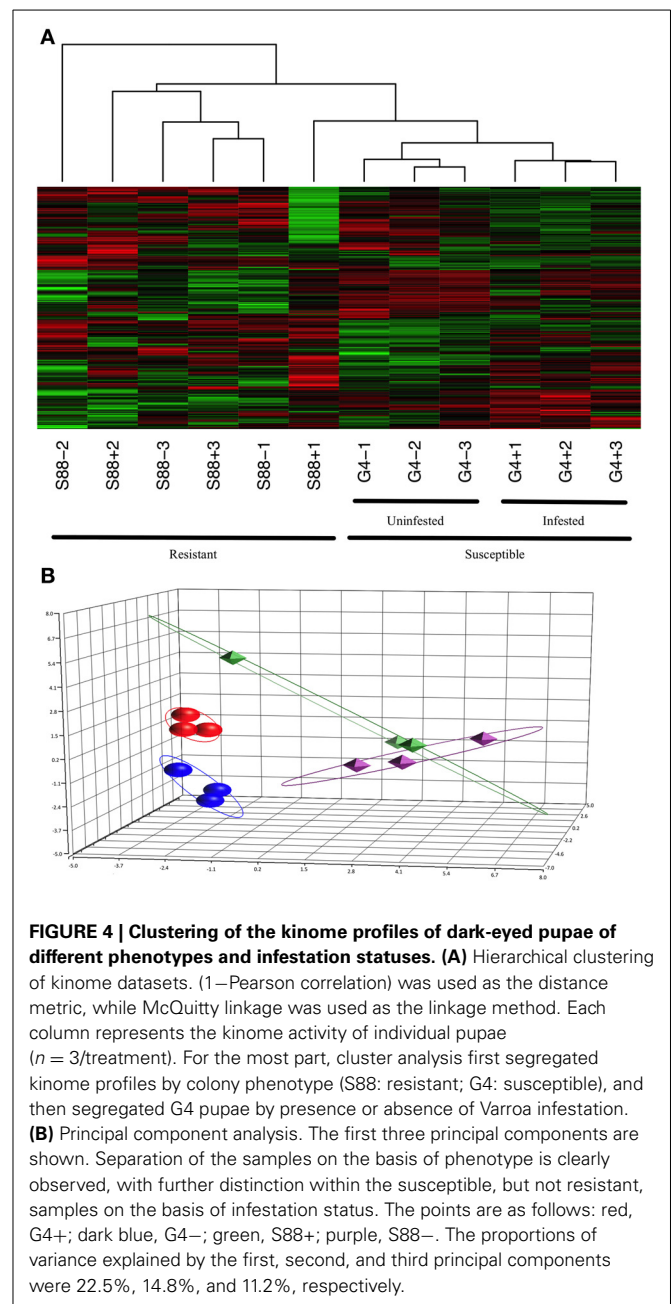 A
S88−2
S88+2
S88−3
S88+3
S88−1
S88+1
G4−1
G4−2
G4−3
G4+1
G4+2
G4+3
Uninfested
Infested
Resistant
Susceptible
B
8.0
6.7
5.4
4.1
2.8
1.5
0.2
-1.1
-2.4
-3.7
-5.0
-5.0
-3.7
-2.4
-1.1
0.2
1.5
2.8
4.1
5.4
6.7
8.0
5.0
2.6
0.2
-2.2
-4.6
-7.0
FIGURE 4 | Clustering of the kinome profiles of dark-eyed pupae of
different phenotypes and infestation statuses. (A) Hierarchical clustering
of kinome datasets. (1−Pearson correlation) was used as the distance
metric, while McQuitty linkage was used as the linkage method. Each
column represents the kinome activity of individual pupae
(n = 3/treatment). For the most part, cluster analysis first segregated
kinome profiles by colony phenotype (S88: resistant; G4: susceptible), and
then segregated G4 pupae by presence or absence of Varroa infestation.
(B) Principal component analysis. The first three principal components are
shown. Separation of the samples on the basis of phenotype is clearly
observed, with further distinction within the susceptible, but not resistant,
samples on the basis of infestation status. The points are as follows: red,
G4+; dark blue, G4−; green, S88+; purple, S88−. The proportions of
variance explained by the first, second, and third principal components
were 22.5%, 14.8%, and 11.2%, respectively.